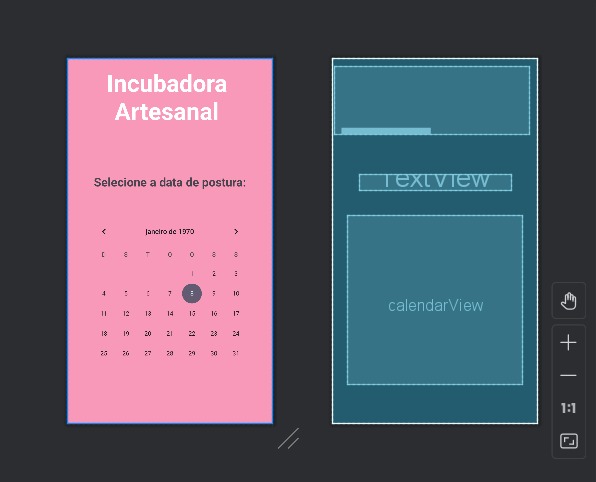 Incubadora
Artesanal
Selecione a data de postura:
janeiro de 1970
D S T Q Q S S
1 2 3
4 5 6 7 8 9 10
11 12 13 14 15 16 17
18 19 20 21 22 23 24
25 26 27 28 29 30 31
TextView
calendarView
1:1